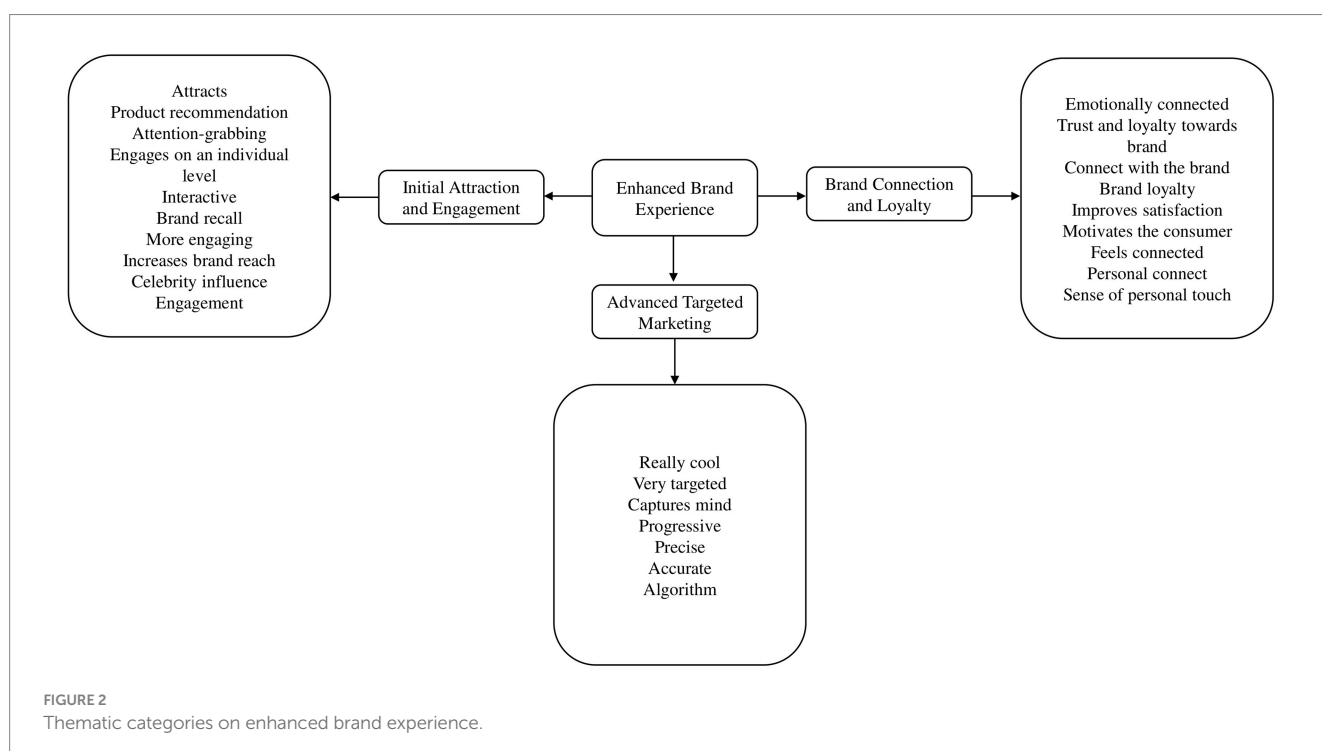 Attracts
Product recommendation
Attention-grabbing
Engages on an individual
level
Interactive
Brand recall
More engaging
Increases brand reach
Celebrity influence
Engagement
Initial Attraction
and Engagement
Enhanced Brand
Experience
Brand Connection
and Loyalty
Emotionally connected
Trust and loyalty towards
brand
Connect with the brand
Brand loyalty
Improves satisfaction
Motivates the consumer
Feels connected
Personal connect
Sense of personal touch
Advanced Targeted
Marketing
Really cool
Very targeted
Captures mind
Progressive
Precise
Accurate
Algorithm
FIGURE 2
Thematic categories on enhanced brand experience.